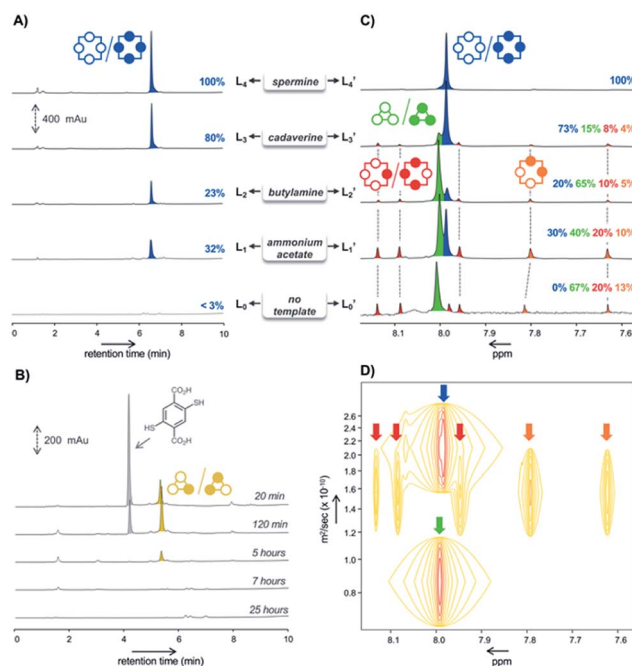 A)
C)
100%
L4
spermine
L4'
100%
400 mAu
80%
L3
cadaverine
L3'
73% 15% 8% 4%
23%
L2
butylamine
L2'
20% 65% 10% 5%
32%
L1
ammonium
acetate
L1'
30% 40% 20% 10%
< 3%
L0
no
template
L0'
0% 67% 20% 13%
0 2 4 6 8 10
retention time (min)
8.1 8.0 7.9 7.8 7.7
ppm
B)
D)
CO2H
SH
HS
CO2H
200 mAu
20 min
120 min
5 hours
7 hours
25 hours
0 2 4 6 8 10
retention time (min)
m2/sec (x 10-10)
2.6
2.4
2.2
2.0
1.8
1.6
1.4
1.2
1.0
0.8
8.1 8.0 7.9 7.8 7.7
ppm